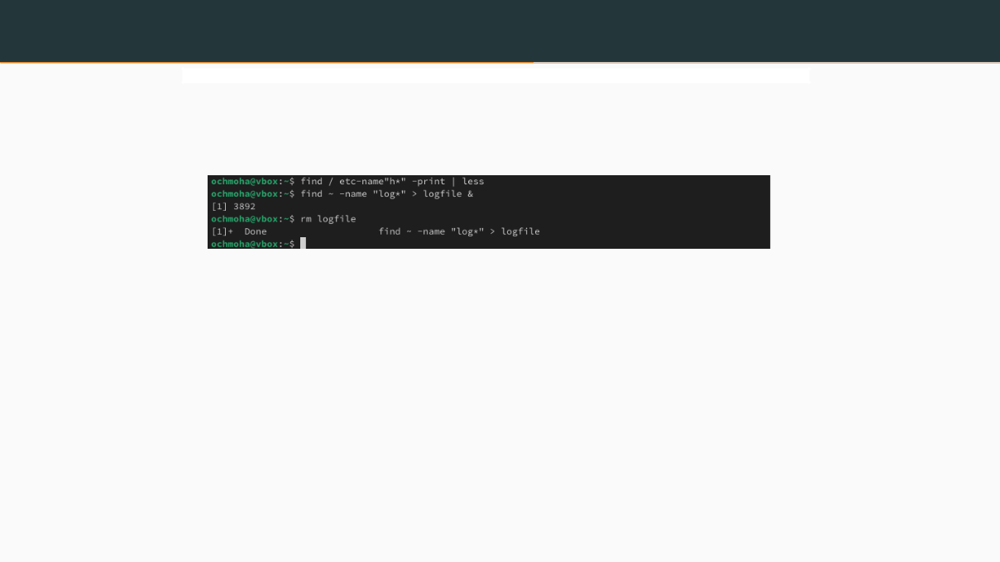 ochmoha@vbox:~$ find / etc-name"h*" -print | less
ochmoha@vbox:~$ find ~ -name "log*" > logfile &
[1] 3892
ochmoha@vbox:~$ rm logfile
[1]+  Done                    find ~ -name "log*" > logfile
ochmoha@vbox:~$